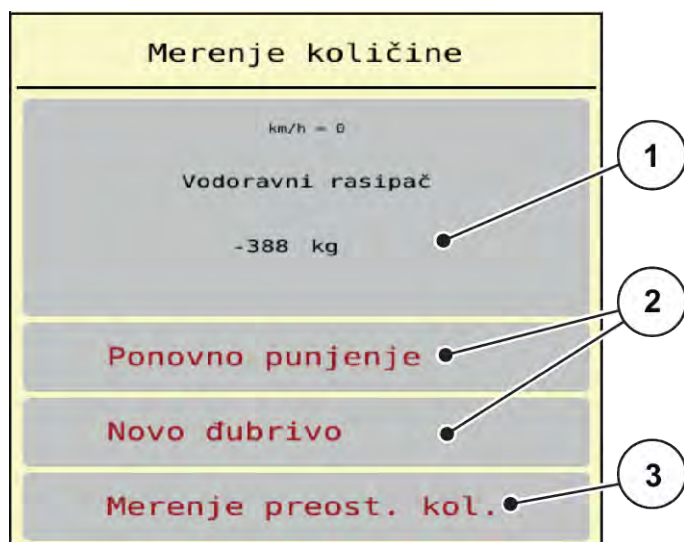 Merenje količine
km/h = 0
Vodoravni rasipač
-388 kg
1
Ponovno punjenje
2
Novo đubrivo
Merenje preost. kol.
3